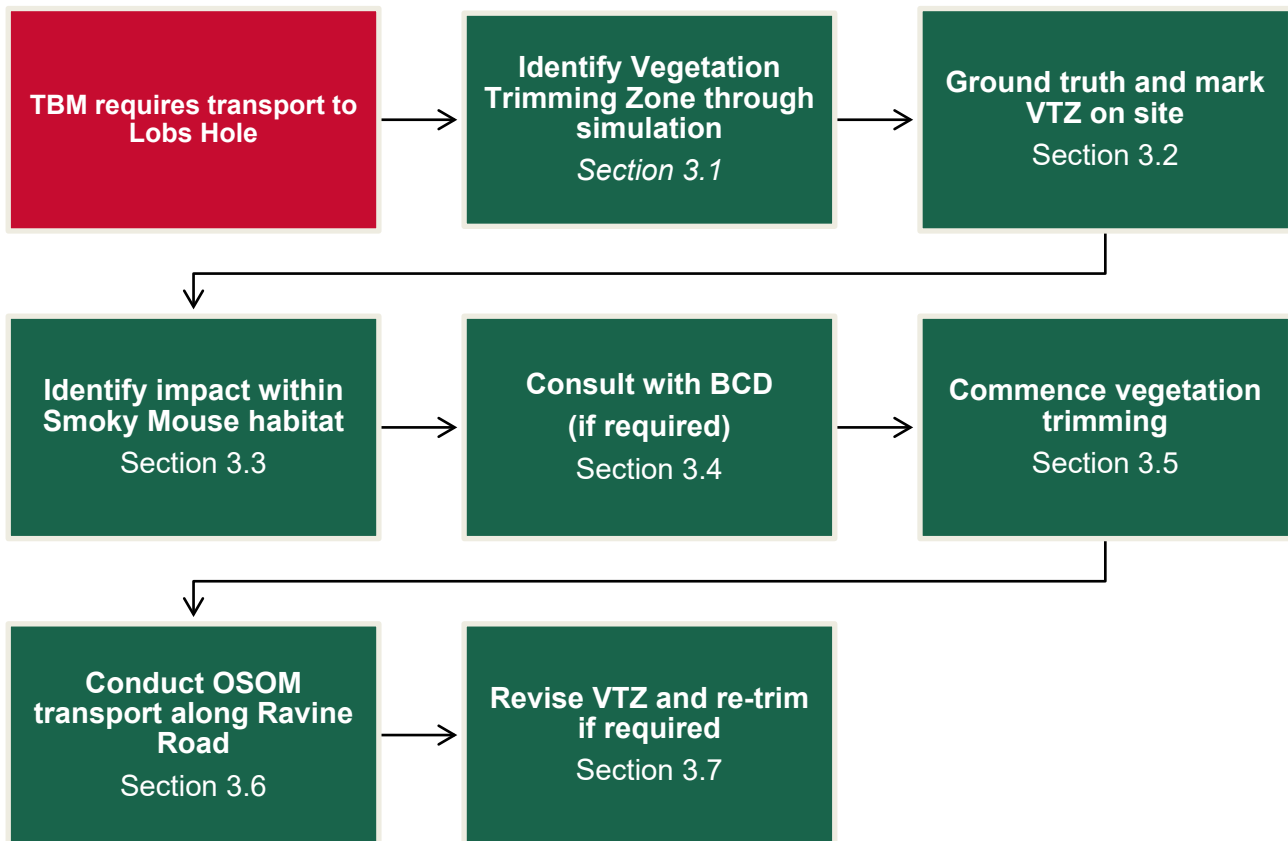 TBM requires transport to
Lobs Hole
Identify Vegetation
Trimming Zone through
simulation
Section 3.1
Ground truth and mark
VTZ on site
Section 3.2
Identify impact within
Smoky Mouse habitat
Section 3.3
Consult with BCD
(if required)
Section 3.4
Commence vegetation
trimming
Section 3.5
Conduct OSOM
transport along Ravine
Road
Section 3.6
Revise VTZ and re-trim
if required
Section 3.7